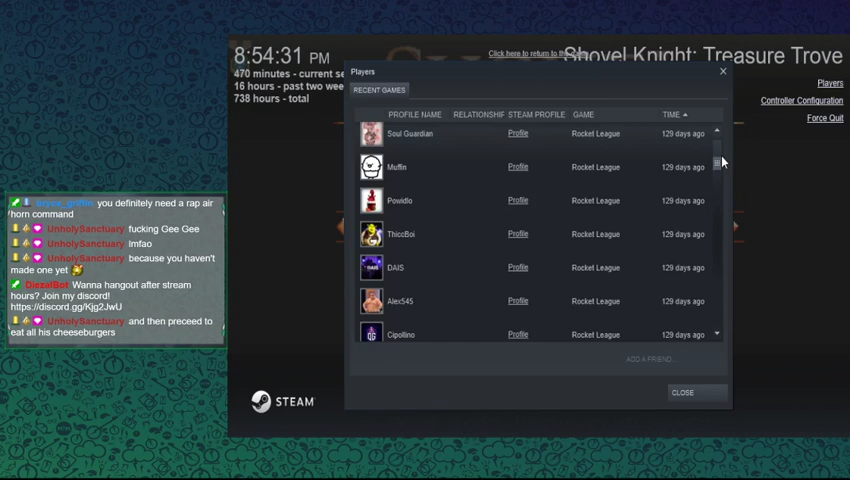 8:54:31 PM
Click here to return to the
Shovel Knight: Treasure Trove
470 minutes - current se
16 hours - past two wee
738 hours - total
Players
Controller Configuration
Force Quit
Players
RECENT GAMES
PROFILE NAME RELATIONSHIP STEAM PROFILE GAME TIME
Soul Guardian Profile Rocket League 129 days ago
Muffin Profile Rocket League 129 days ago
Powidlo Profile Rocket League 129 days ago
ThiccBoi Profile Rocket League 129 days ago
DAIS Profile Rocket League 129 days ago
Alex545 Profile Rocket League 129 days ago
Cipollino Profile Rocket League 129 days ago
ADD A FRIEND...
CLOSE
STEAM
bryce_griffin you definitely need a rap air
horn command
UnholySanctuary fucking Gee Gee
UnholySanctuary lmfao
UnholySanctuary because you haven't
made one yet
DiezalBot Wanna hangout after stream
hours? Join my discord!
https://discord.gg/Kjg2JwU
UnholySanctuary and then preceed to
eat all his cheeseburgers